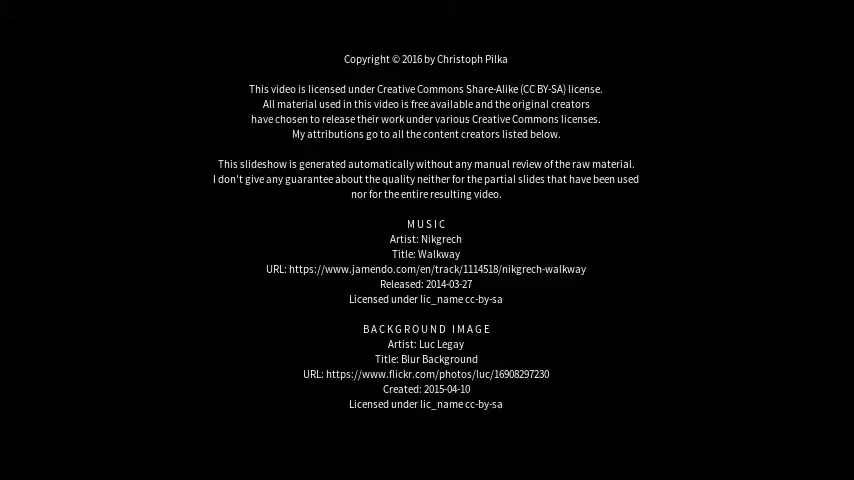 Copyright © 2016 by Christoph Pilka
This video is licensed under Creative Commons Share-Alike (CC BY-SA) license.
All material used in this video is free available and the original creators
have chosen to release their work under various Creative Commons licenses.
My attributions go to all the content creators listed below.
This slideshow is generated automatically without any manual review of the raw material.
I don't give any guarantee about the quality neither for the partial slides that have been used
nor for the entire resulting video.
M U S I C
Artist: Nikgrech
Title: Walkway
URL: https://www.jamendo.com/en/track/1114518/nikgrech-walkway
Released: 2014-03-27
Licensed under lic_name cc-by-sa
B A C K G R O U N D   I M A G E
Artist: Luc Legay
Title: Blur Background
URL: https://www.flickr.com/photos/luc/16908297230
Created: 2015-04-10
Licensed under lic_name cc-by-sa